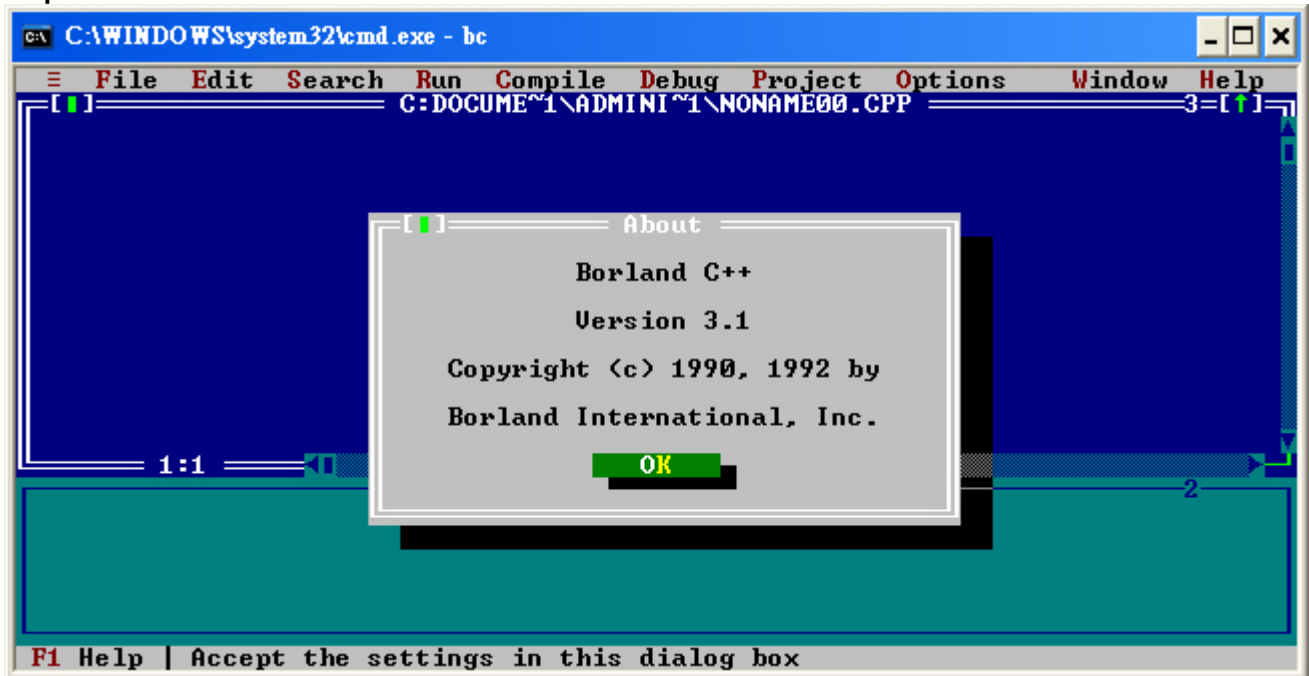 C:\WINDOWS\system32\cmd.exe - bc
≡ File Edit Search Run Compile Debug Project Options Window Help
C:DOCUME~1\ADMINI~1\NONAME00.CPP 3=[↑]
About
Borland C++
Version 3.1
Copyright (c) 1990, 1992 by
Borland International, Inc.
OK
1:1
2
F1 Help | Accept the settings in this dialog box